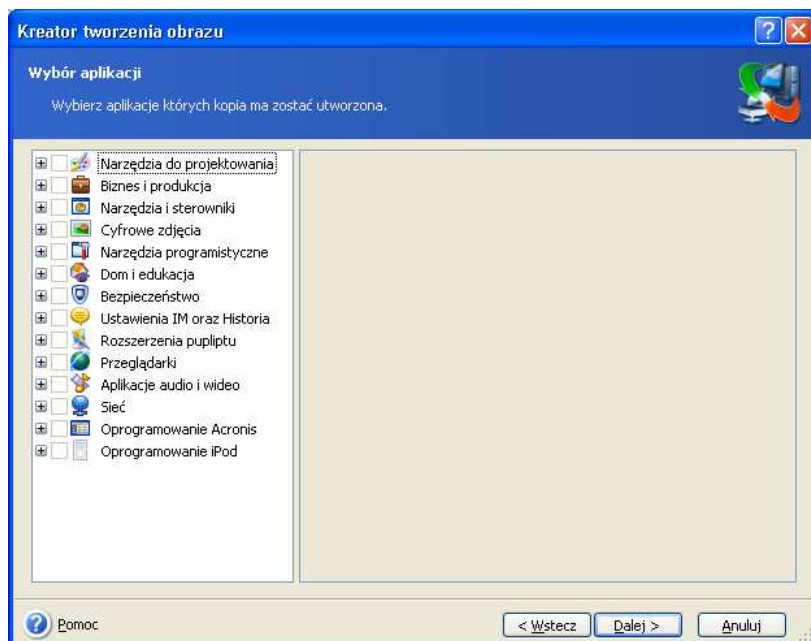 Kreator tworzenia obrazu
Wybór aplikacji
Wybierz aplikacje których kopia ma zostać utworzona.
Narzędzia do projektowania
Biznes i produkcja
Narzędzia i sterowniki
Cyfrowe zdjęcia
Narzędzia programistyczne
Dom i edukacja
Bezpieczeństwo
Ustawienia IM oraz Historia
Rozszerzenia pupliptu
Przeglądarki
Aplikacje audio i wideo
Sieć
Oprogramowanie Acronis
Oprogramowanie iPod
Pomoc
< Wstecz Dalej > Anuluj